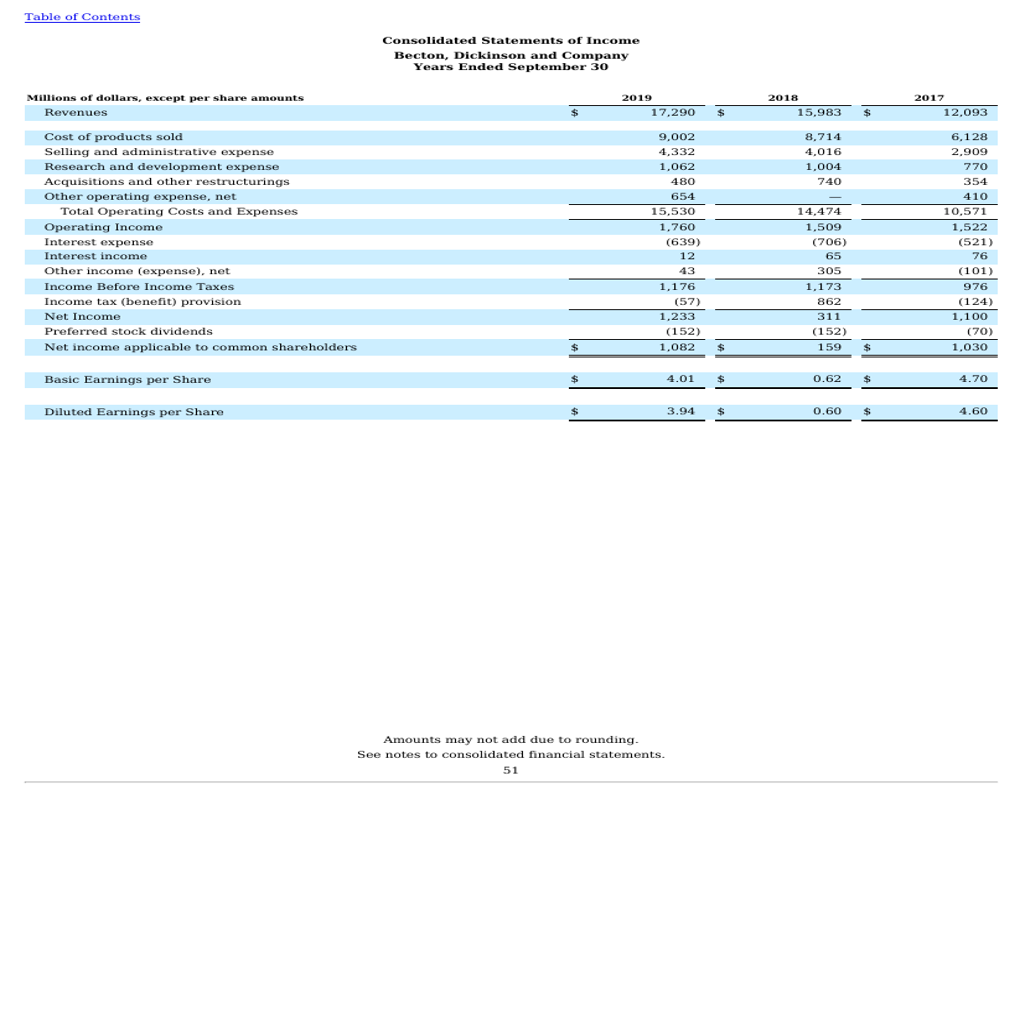 Table of Contents
Consolidated Statements of Income
Becton, Dickinson and Company
Years Ended September 30
Millions of dollars, except per share amounts 2019 2018 2017
Revenues $ 17,290 $ 15,983 $ 12,093
Cost of products sold 9,002 8,714 6,128
Selling and administrative expense 4,332 4,016 2,909
Research and development expense 1,062 1,004 770
Acquisitions and other restructurings 480 740 354
Other operating expense, net 654 — 410
Total Operating Costs and Expenses 15,530 14,474 10,571
Operating Income 1,760 1,509 1,522
Interest expense (639) (706) (521)
Interest income 12 65 76
Other income (expense), net 43 305 (101)
Income Before Income Taxes 1,176 1,173 976
Income tax (benefit) provision (57) 862 (124)
Net Income 1,233 311 1,100
Preferred stock dividends (152) (152) (70)
Net income applicable to common shareholders $ 1,082 $ 159 $ 1,030
Basic Earnings per Share $ 4.01 $ 0.62 $ 4.70
Diluted Earnings per Share $ 3.94 $ 0.60 $ 4.60
Amounts may not add due to rounding.
See notes to consolidated financial statements.
51